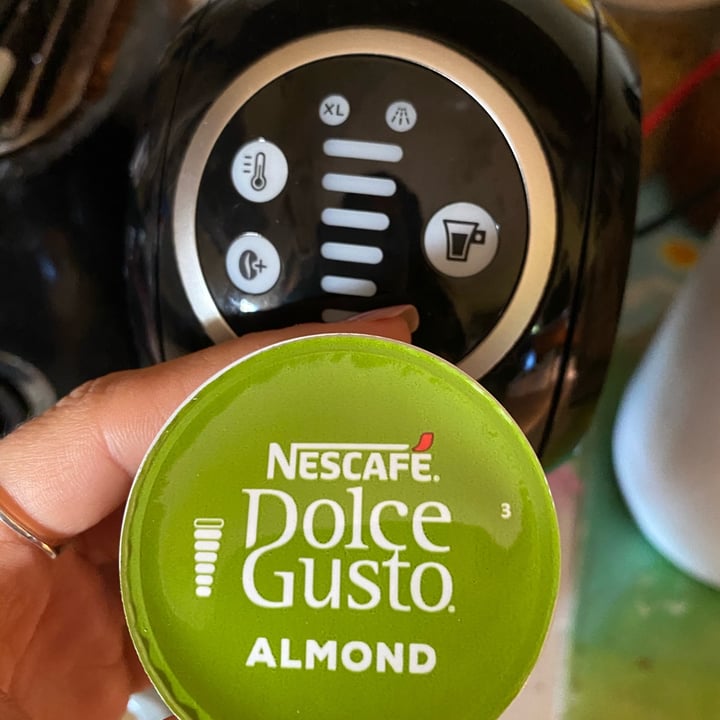 XL
NESCAFÉ.
3
Dolce
Gusto.
ALMOND